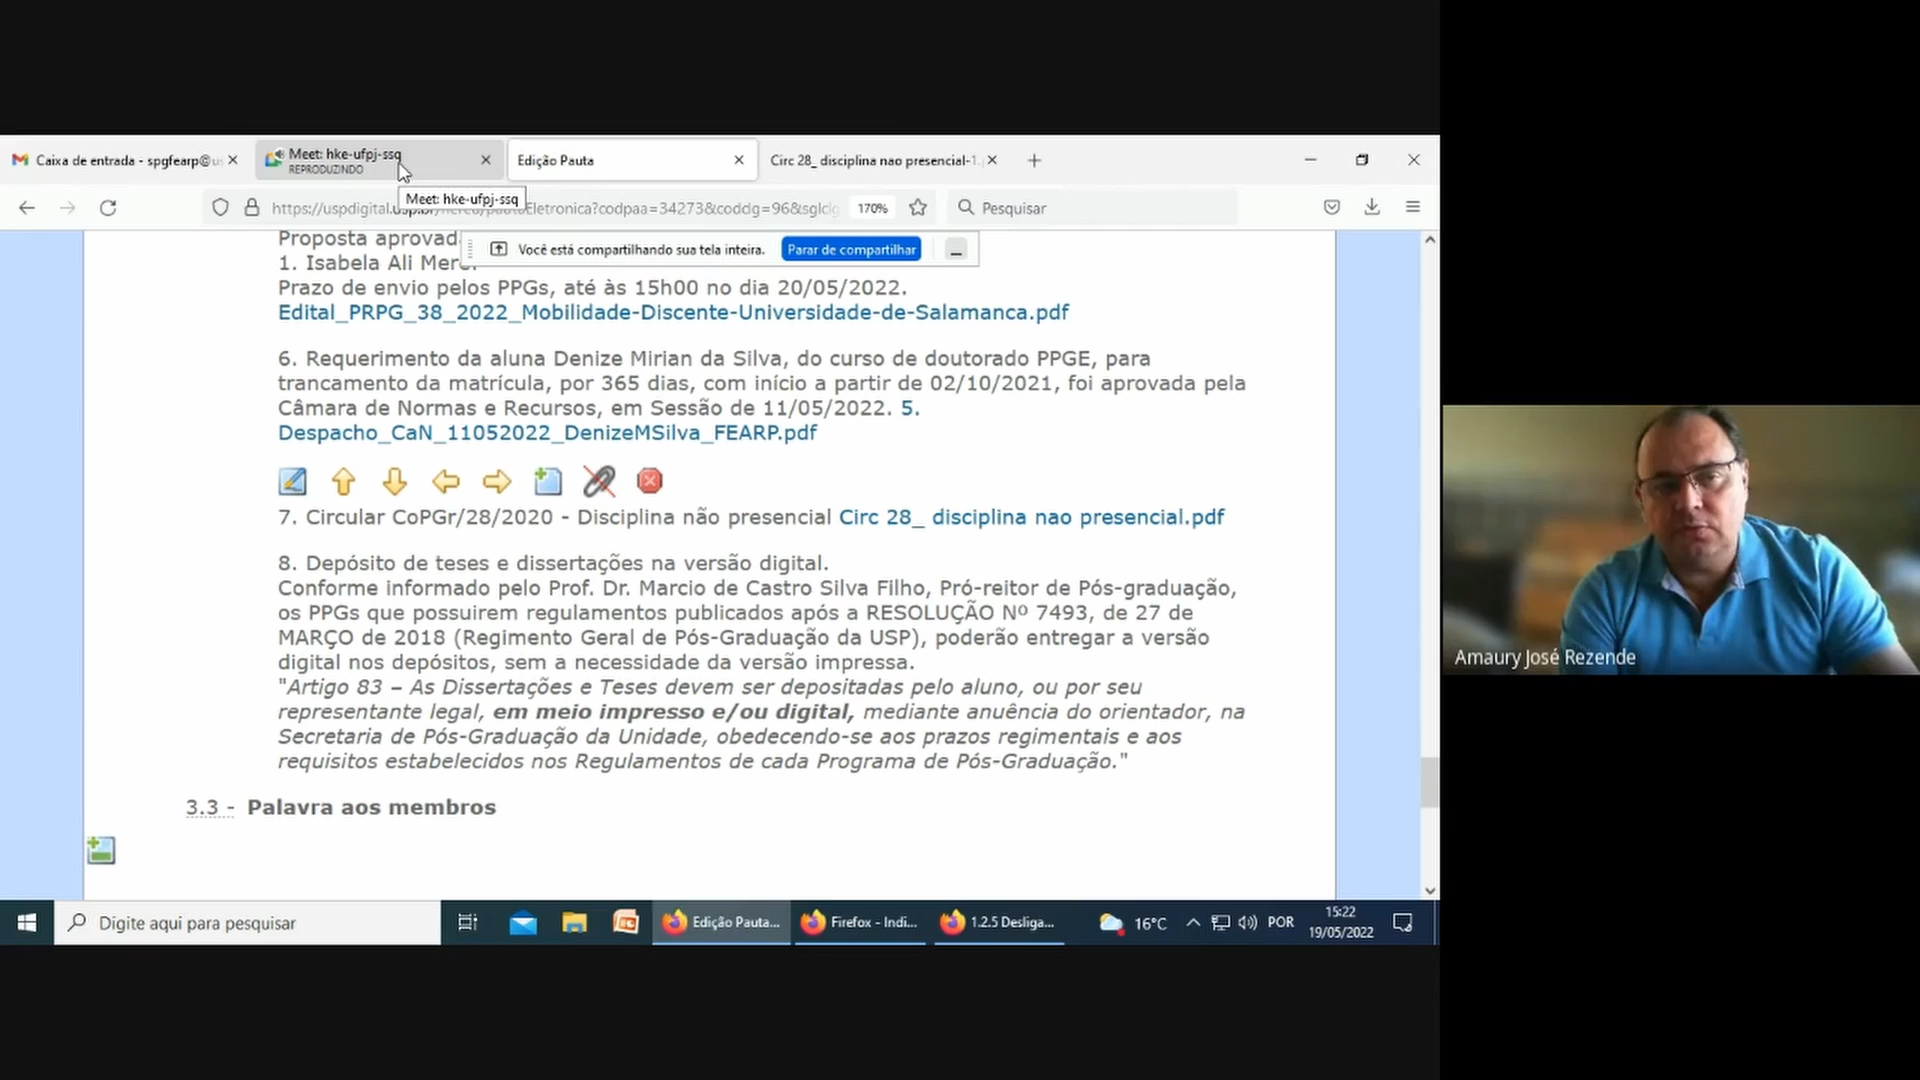 Caixa de entrada - spgfearp@u
Meet: hke-ufpj-ssq
REPRODUZINDO
Edição Pauta
Circ 28_ disciplina nao presencial-1.
Meet: hke-ufpj-ssq
170%
Pesquisar
Você está compartilhando sua tela inteira.
Parar de compartilhar
Proposta aprovad
1. Isabela Ali
Prazo de envio pelos PPGs, até às 15h00 no dia 20/05/2022.
Edital_PRPG_38_2022_Mobilidade-Discente-Universidade-de-Salamanca.pdf
6. Requerimento da aluna Denize Mirian da Silva, do curso de doutorado PPGE, para
trancamento da matrícula, por 365 dias, com início a partir de 02/10/2021, foi aprovada pela
Câmara de Normas e Recursos, em Sessão de 11/05/2022. 5.
Despacho_CaN_11052022_DenizeMSilva_FEARP.pdf
7. Circular CoPGr/28/2020 - Disciplina não presencial Circ 28_ disciplina nao presencial.pdf
8. Depósito de teses e dissertações na versão digital.
Conforme informado pelo Prof. Dr. Marcio de Castro Silva Filho, Pró-reitor de Pós-graduação,
os PPGs que possuirem regulamentos publicados após a RESOLUÇÃO Nº 7493, de 27 de
MARÇO de 2018 (Regimento Geral de Pós-Graduação da USP), poderão entregar a versão
digital nos depósitos, sem a necessidade da versão impressa.
"Artigo 83 – As Dissertações e Teses devem ser depositadas pelo aluno, ou por seu
representante legal, em meio impresso e/ou digital, mediante anuência do orientador, na
Secretaria de Pós-Graduação da Unidade, obedecendo-se aos prazos regimentais e aos
requisitos estabelecidos nos Regulamentos de cada Programa de Pós-Graduação."
3.3 - Palavra aos membros
Amaury José Rezende
Digite aqui para pesquisar
Edição Pauta...
Firefox - Indi...
1.2.5 Desliga...
16°C
POR
15:22
19/05/2022